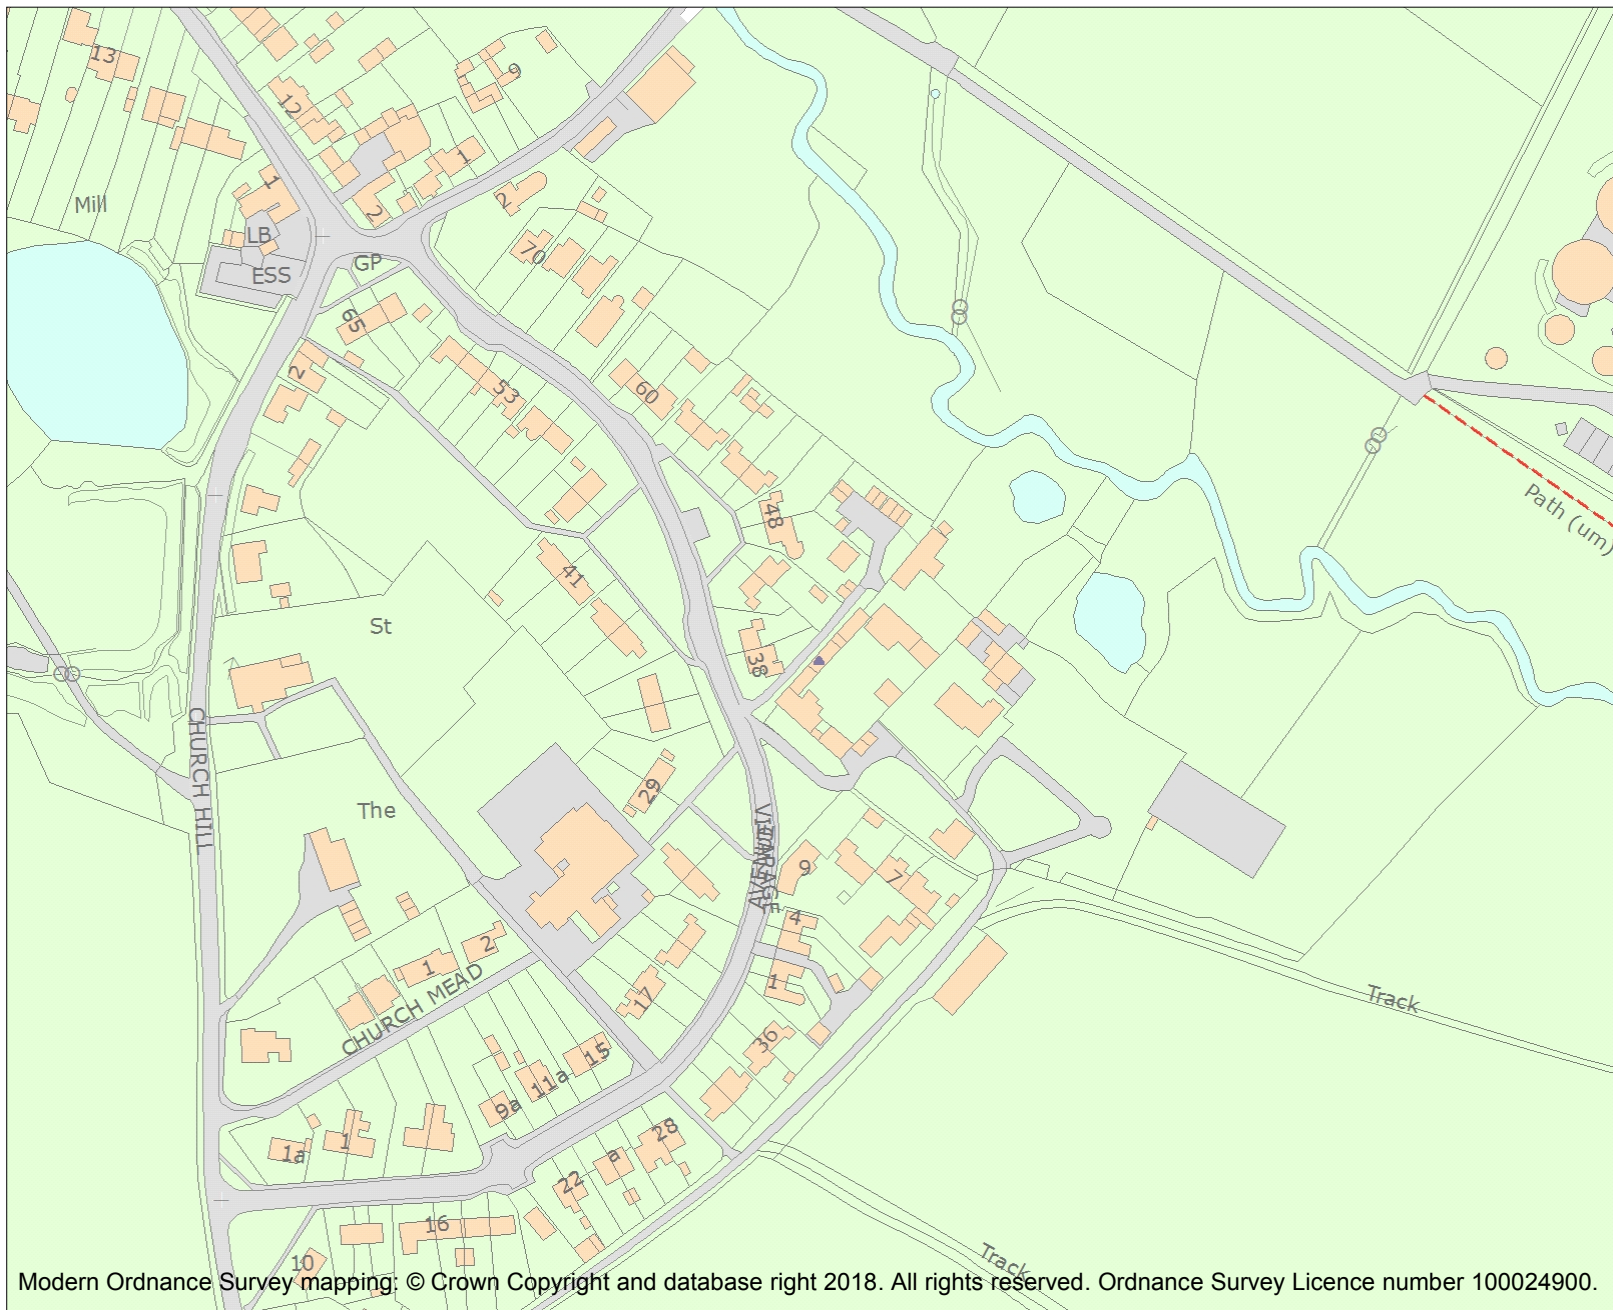 13
9
12
1
1
2
2
Mill
LB
GP
ESS
70
65
2
53
60
48
Path (um)
41
St
38
CHURCH HILL
29
The
VICARAGE
AVENUE
9
7
4
2
1
CHURCH MEAD
1
17
Track
36
15
11a
9a
28
1
1a
a
22
16
10
Track
Modern Ordnance Survey mapping: © Crown Copyright and database right 2018. All rights reserved. Ordnance Survey Licence number 100024900.